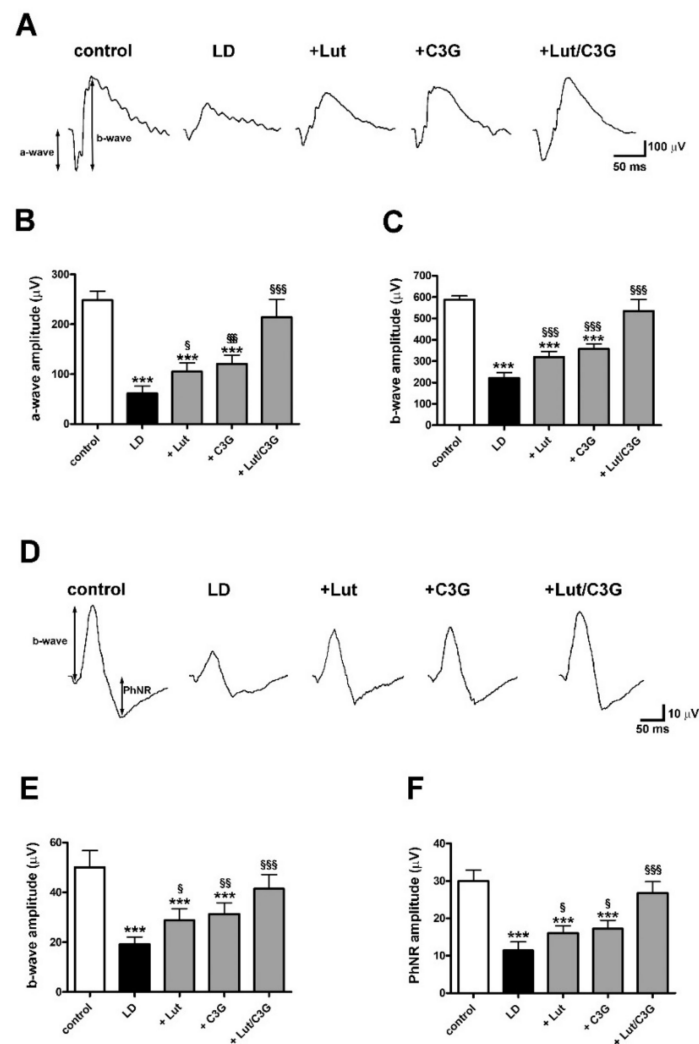 A
control LD +Lut +C3G +Lut/C3G
a-wave
b-wave
100 μV
50 ms
B
a-wave amplitude (μV)
300
200
100
0
***
§
***
§§§
***
§§§
control
LD
+ Lut
+ C3G
+ Lut/C3G
C
b-wave amplitude (μV)
700
600
500
400
300
200
100
0
***
§§§
***
§§§
***
§§§
control
LD
+ Lut
+ C3G
+ Lut/C3G
D
control LD +Lut +C3G +Lut/C3G
b-wave
PhNR
10 μV
50 ms
E
b-wave amplitude (μV)
60
40
20
0
***
§
***
§§
***
§§§
control
LD
+ Lut
+ C3G
+ Lut/C3G
F
PhNR amplitude (μV)
40
30
20
10
0
***
§
***
§
***
§§§
control
LD
+ Lut
+ C3G
+ Lut/C3G